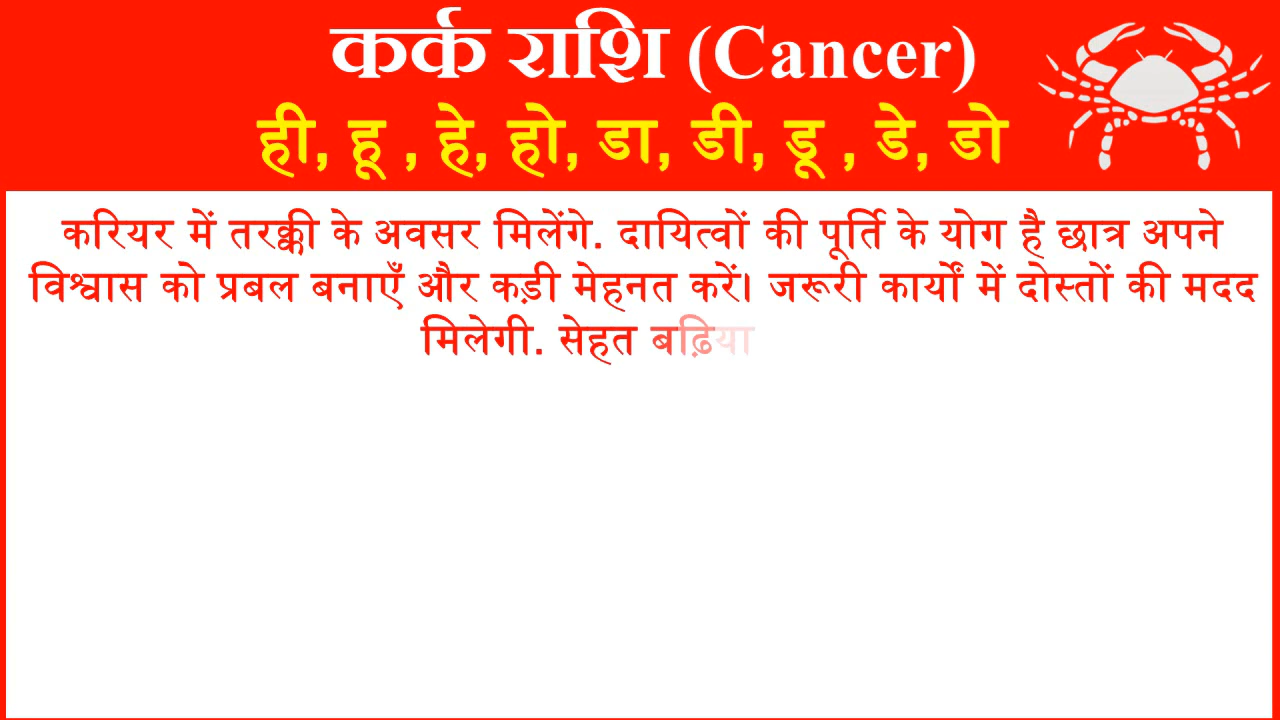 कर्क राशि (Cancer)
ही, हू , हे, हो, डा, डी, डू , डे, डो
करियर में तरक्की के अवसर मिलेंगे. दायित्वों की पूर्ति के योग है छात्र अपने
विश्वास को प्रबल बनाएँ और कड़ी मेहनत करें। जरूरी कार्यों में दोस्तों की मदद
मिलेगी. सेहत बढ़िया